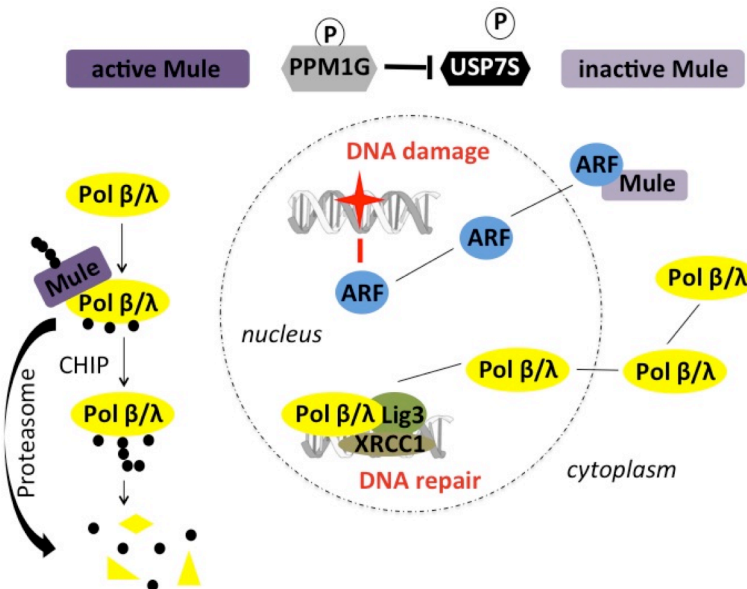 P
P
active Mule
PPM1G
USP7S
inactive Mule
DNA damage
ARF
Mule
Pol β/λ
ARF
Mule
Pol β/λ
ARF
Pol β/λ
nucleus
CHIP
Pol β/λ
Pol β/λ
Pol β/λ
Pol β/λ
Lig3
XRCC1
cytoplasm
DNA repair
Proteasome